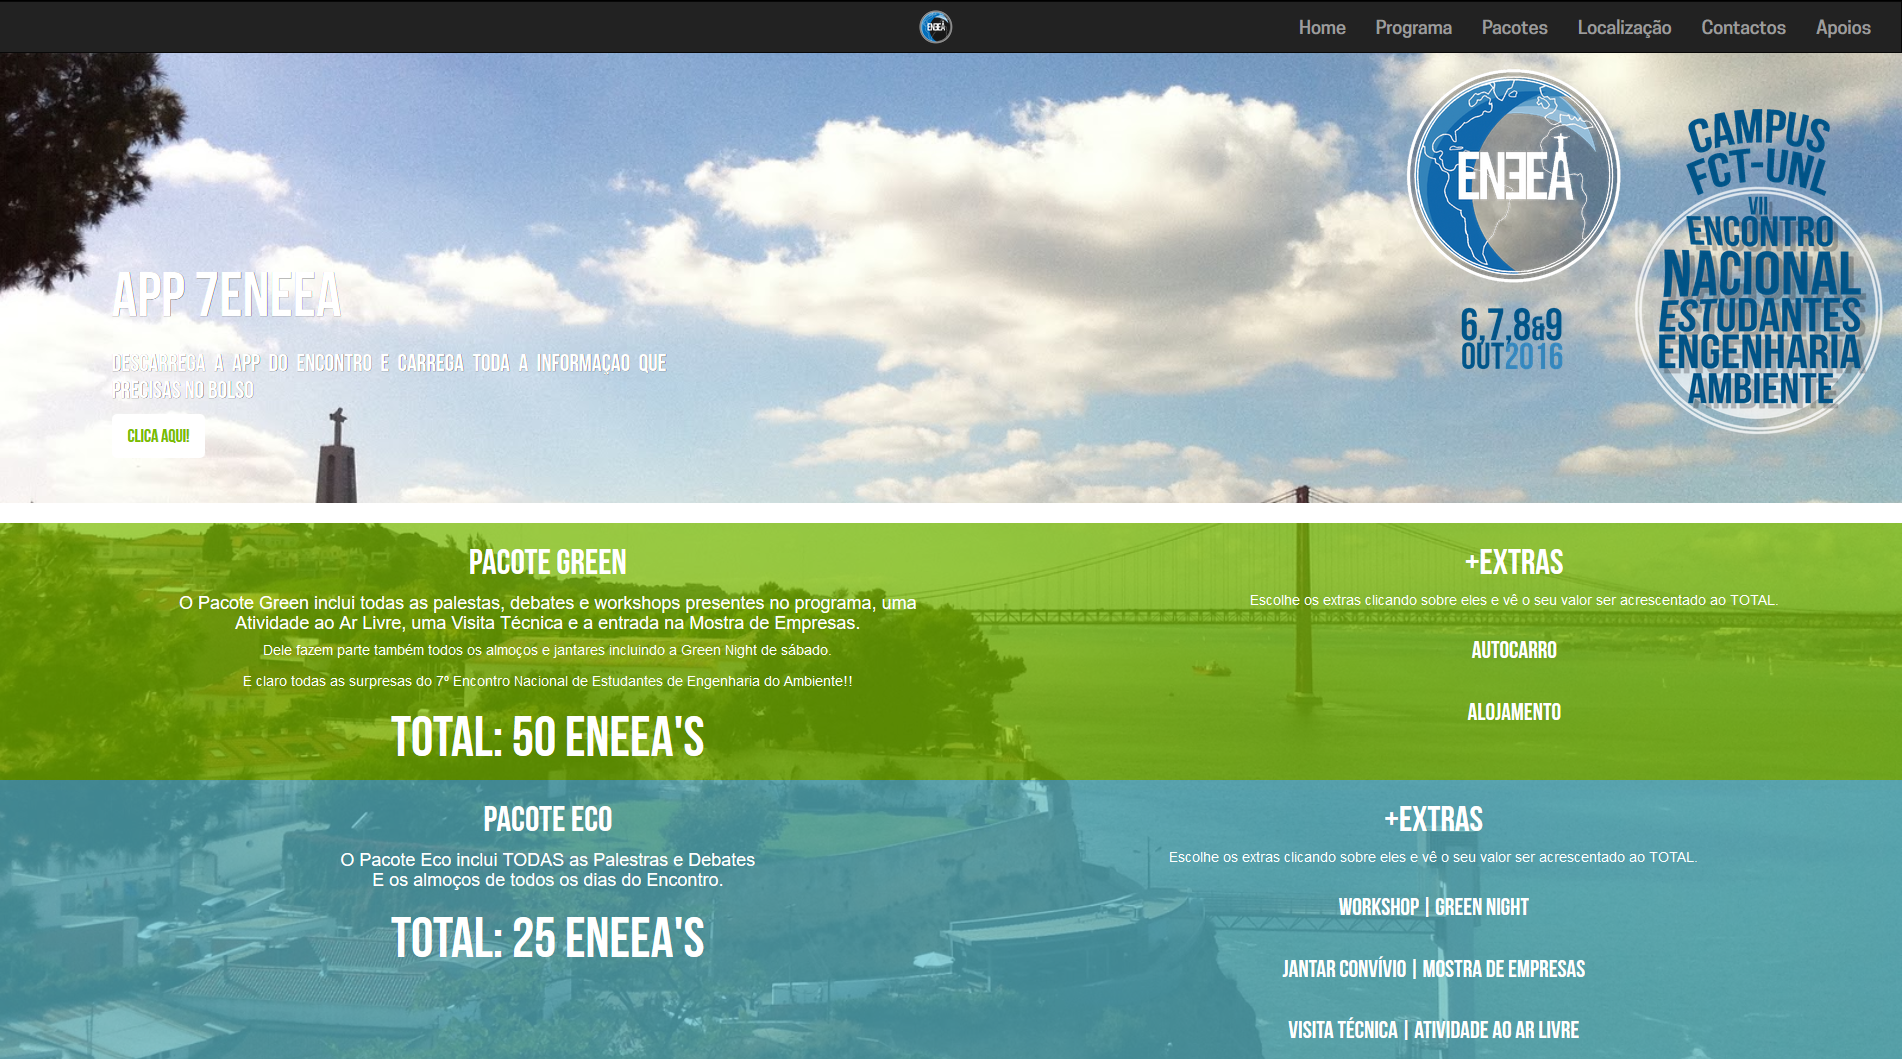 ENEEA
Home
Programa
Pacotes
Localização
Contactos
Apoios
ENEEA
6,7,8&9
OUT2016
CAMPUS
FCT-UNL
VII
ENCONTRO
NACIONAL
ESTUDANTES
ENGENHARIA
AMBIENTE
APP 7ENEEA
DESCARREGA A APP DO ENCONTRO E CARREGA TODA A INFORMAÇAO QUE
PRECISAS NO BOLSO
CLICA AQUI!
PACOTE GREEN
O Pacote Green inclui todas as palestas, debates e workshops presentes no programa, uma
Atividade ao Ar Livre, uma Visita Técnica e a entrada na Mostra de Empresas.
Dele fazem parte também todos os almoços e jantares incluindo a Green Night de sábado.
E claro todas as surpresas do 7º Encontro Nacional de Estudantes de Engenharia do Ambiente!!
TOTAL: 50 ENEEA'S
+EXTRAS
Escolhe os extras clicando sobre eles e vê o seu valor ser acrescentado ao TOTAL.
AUTOCARRO
ALOJAMENTO
PACOTE ECO
O Pacote Eco inclui TODAS as Palestras e Debates
E os almoços de todos os dias do Encontro.
TOTAL: 25 ENEEA'S
+EXTRAS
Escolhe os extras clicando sobre eles e vê o seu valor ser acrescentado ao TOTAL.
WORKSHOP | GREEN NIGHT
JANTAR CONVÍVIO | MOSTRA DE EMPRESAS
VISITA TÉCNICA | ATIVIDADE AO AR LIVRE